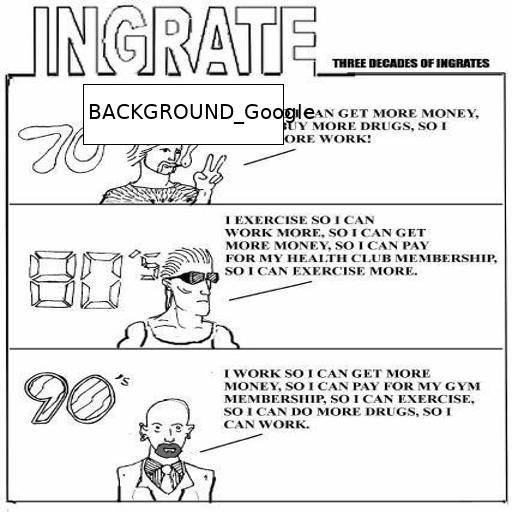 INGRATE
THREE DECADES OF INGRATES
BACKGROUND_Google
CAN GET MORE MONEY,
BUY MORE DRUGS, SO I
MORE WORK!
70
I EXERCISE SO I CAN
WORK MORE, SO I CAN GET
MORE MONEY, SO I CAN PAY
FOR MY HEALTH CLUB MEMBERSHIP,
SO I CAN EXERCISE MORE.
80's
I WORK SO I CAN GET MORE
MONEY, SO I CAN PAY FOR MY GYM
MEMBERSHIP, SO I CAN EXERCISE,
SO I CAN DO MORE DRUGS, SO I
CAN WORK.
90's